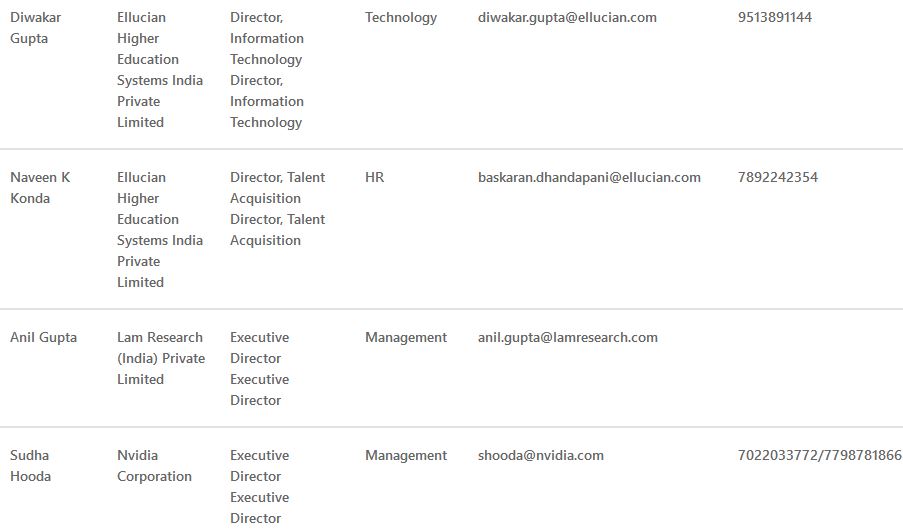 Diwakar Gupta
Ellucian Higher Education Systems India Private Limited
Director, Information Technology Director, Information Technology
Technology
diwakar.gupta@ellucian.com
9513891144
Naveen K Konda
Ellucian Higher Education Systems India Private Limited
Director, Talent Acquisition Director, Talent Acquisition
HR
baskaran.dhandapani@ellucian.com
7892242354
Anil Gupta
Lam Research (India) Private Limited
Executive Director Executive Director
Management
anil.gupta@lamresearch.com
Sudha Hooda
Nvidia Corporation
Executive Director Executive Director
Management
shooda@nvidia.com
7022033772/7798781866